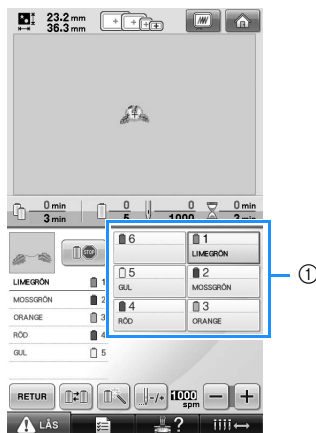 23.2 mm
36.3 mm
0 min
3 min
0
5
0
1000
0 min
3 min
6
1
LIMEGRÖN
5
GUL
2
MOSSGRÖN
4
RÖD
3
ORANGE
STOP
LIMEGRÖN 1
MOSSGRÖN 2
ORANGE 3
RÖD 4
GUL 5
RETUR
-/+
1000
spm
- +
LÅS
?
①